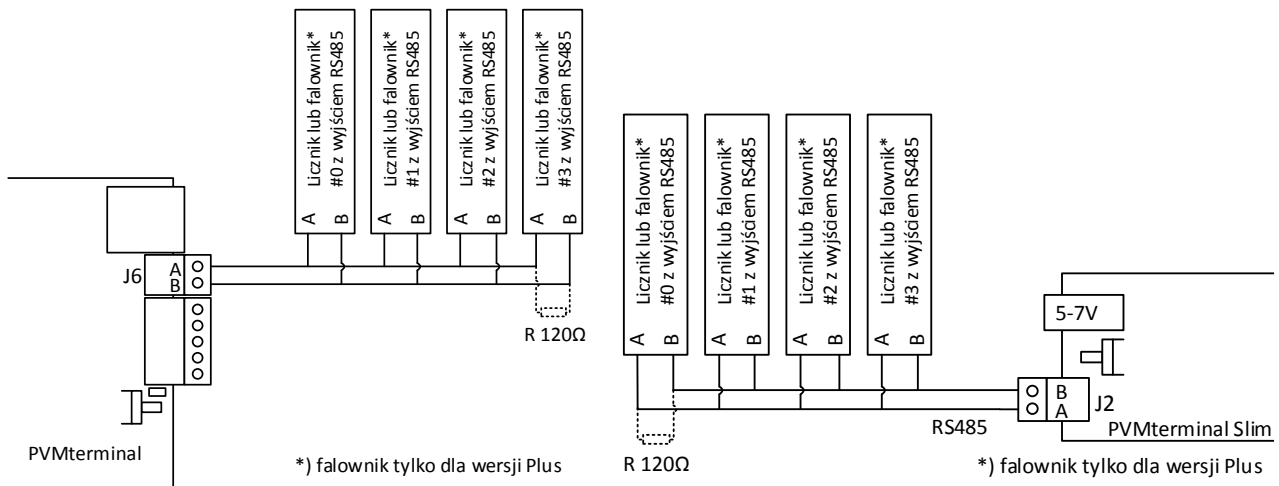 Licznik lub falownik*
#0 z wyjściem RS485
A B
Licznik lub falownik*
#1 z wyjściem RS485
A B
Licznik lub falownik*
#2 z wyjściem RS485
A B
Licznik lub falownik*
#3 z wyjściem RS485
A B
J6
A
B
R 120Ω
PVMterminal
*) falownik tylko dla wersji Plus
Licznik lub falownik*
#0 z wyjściem RS485
A B
Licznik lub falownik*
#1 z wyjściem RS485
A B
Licznik lub falownik*
#2 z wyjściem RS485
A B
Licznik lub falownik*
#3 z wyjściem RS485
A B
5-7V
B
A
J2
RS485
PVMterminal Slim
R 120Ω
*) falownik tylko dla wersji Plus